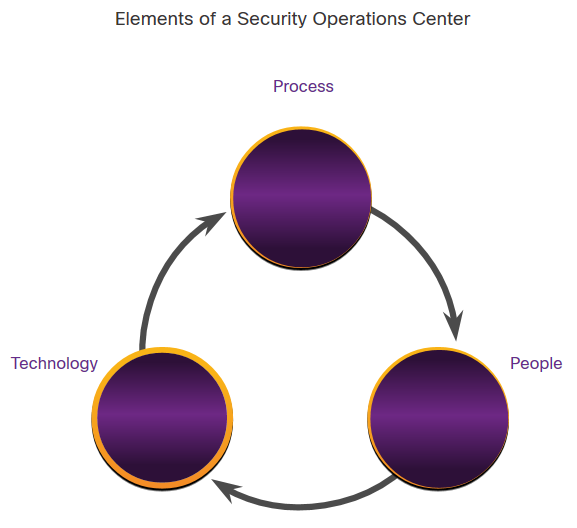 Elements of a Security Operations Center
Process
Technology
People